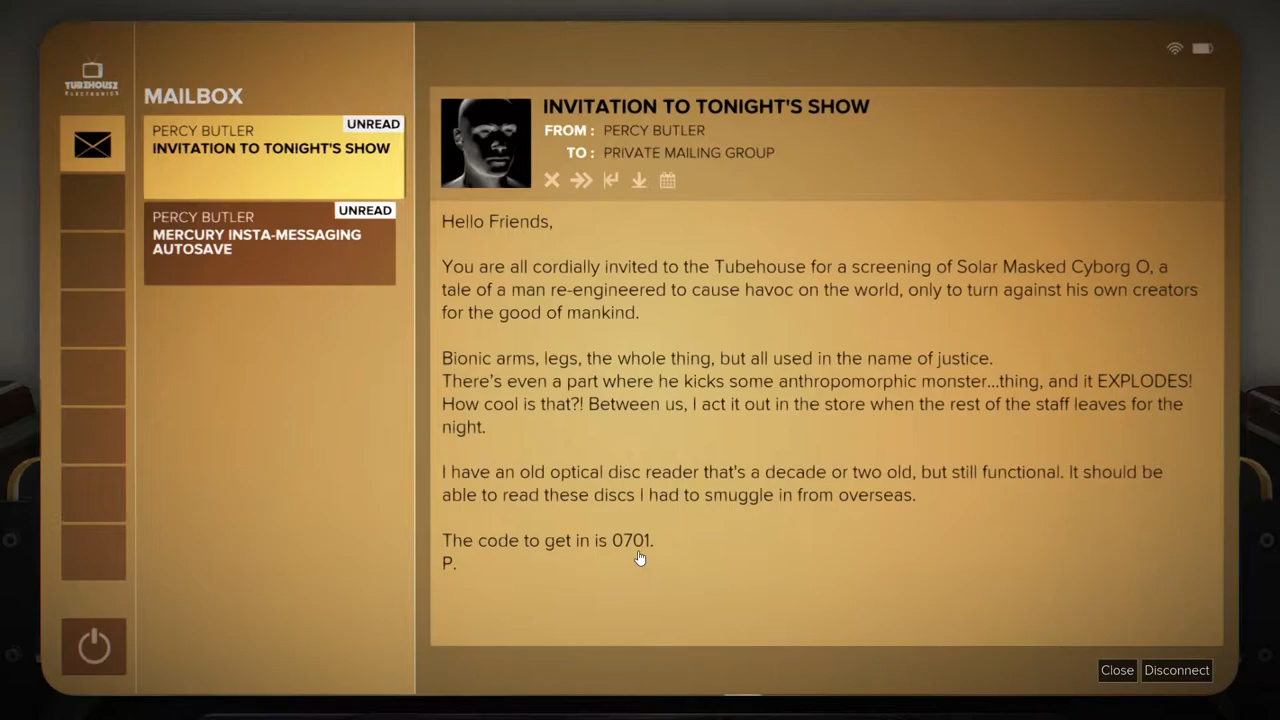 TUBEHOUSE
ELECTRONICS
MAILBOX
PERCY BUTLER
UNREAD
INVITATION TO TONIGHT'S SHOW
PERCY BUTLER
UNREAD
MERCURY INSTA-MESSAGING
AUTOSAVE
INVITATION TO TONIGHT'S SHOW
FROM : PERCY BUTLER
TO : PRIVATE MAILING GROUP
Hello Friends,
You are all cordially invited to the Tubehouse for a screening of Solar Masked Cyborg O, a
tale of a man re-engineered to cause havoc on the world, only to turn against his own creators
for the good of mankind.
Bionic arms, legs, the whole thing, but all used in the name of justice.
There's even a part where he kicks some anthropomorphic monster...thing, and it EXPLODES!
How cool is that?! Between us, I act it out in the store when the rest of the staff leaves for the
night.
I have an old optical disc reader that's a decade or two old, but still functional. It should be
able to read these discs I had to smuggle in from overseas.
The code to get in is 0701.
P.
Close
Disconnect